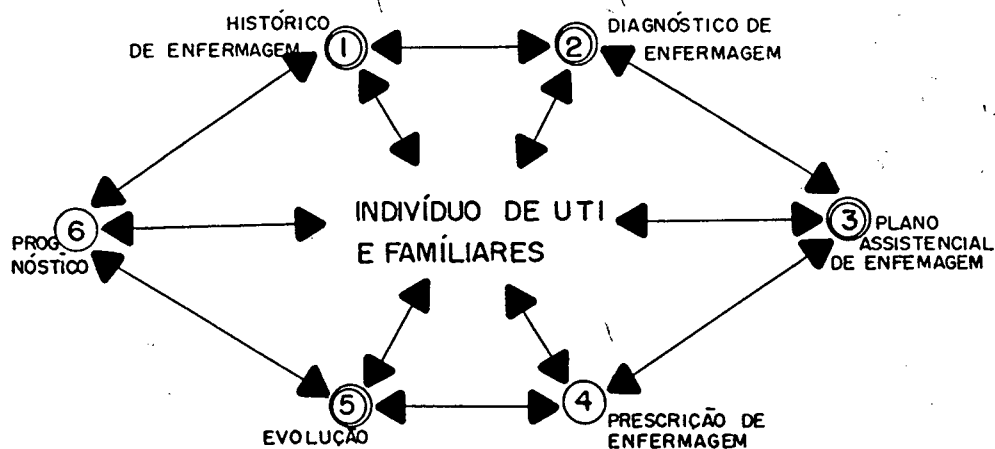 HISTÓRICO
DE ENFERMAGEM
1
2
DIAGNÓSTICO DE
ENFERMAGEM
INDIVÍDUO DE UTI
E FAMÍLIARES
3
PLANO
ASSISTENCIAL
DE ENFEMAGEM
6
PROG
NÓSTICO
5
EVOLUÇÃO
4
PRESCRIÇÃO DE
ENFERMAGEM